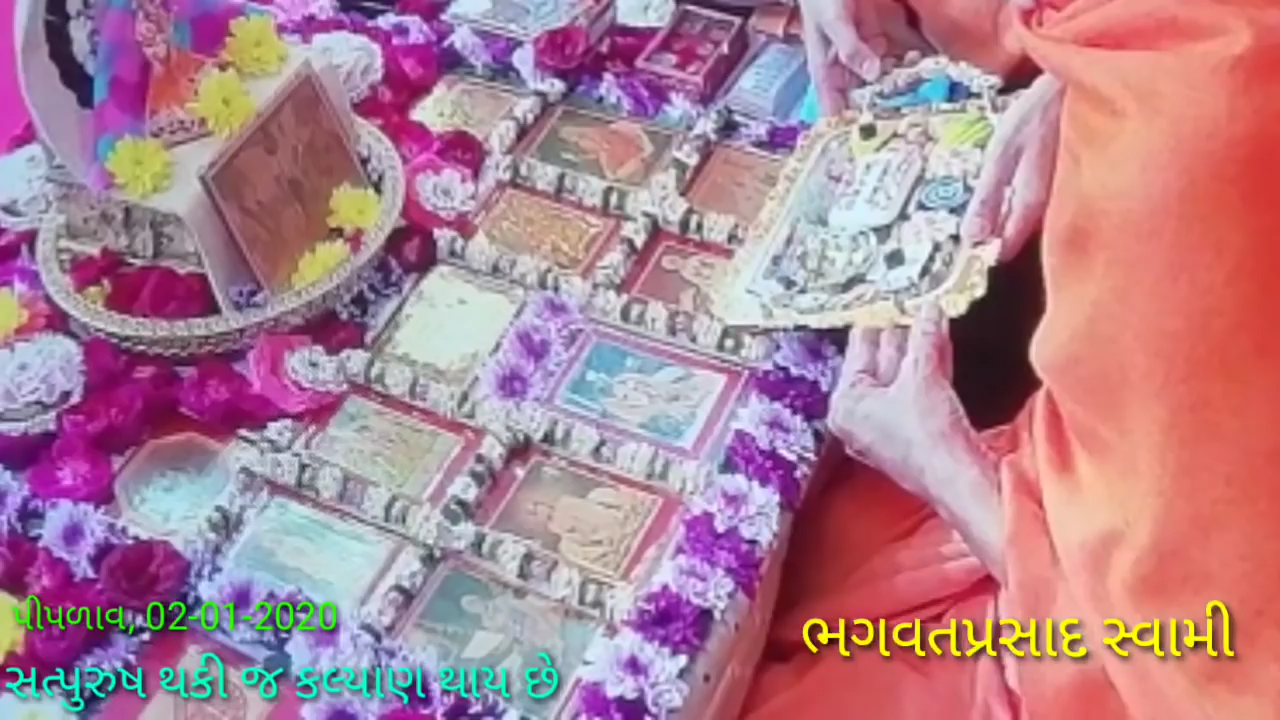 પીપળાવ, 02-01-2020
ભગવતપ્રસાદ સ્વામી
સત્પુરુષ થકી જ કલ્યાણ થાય છે